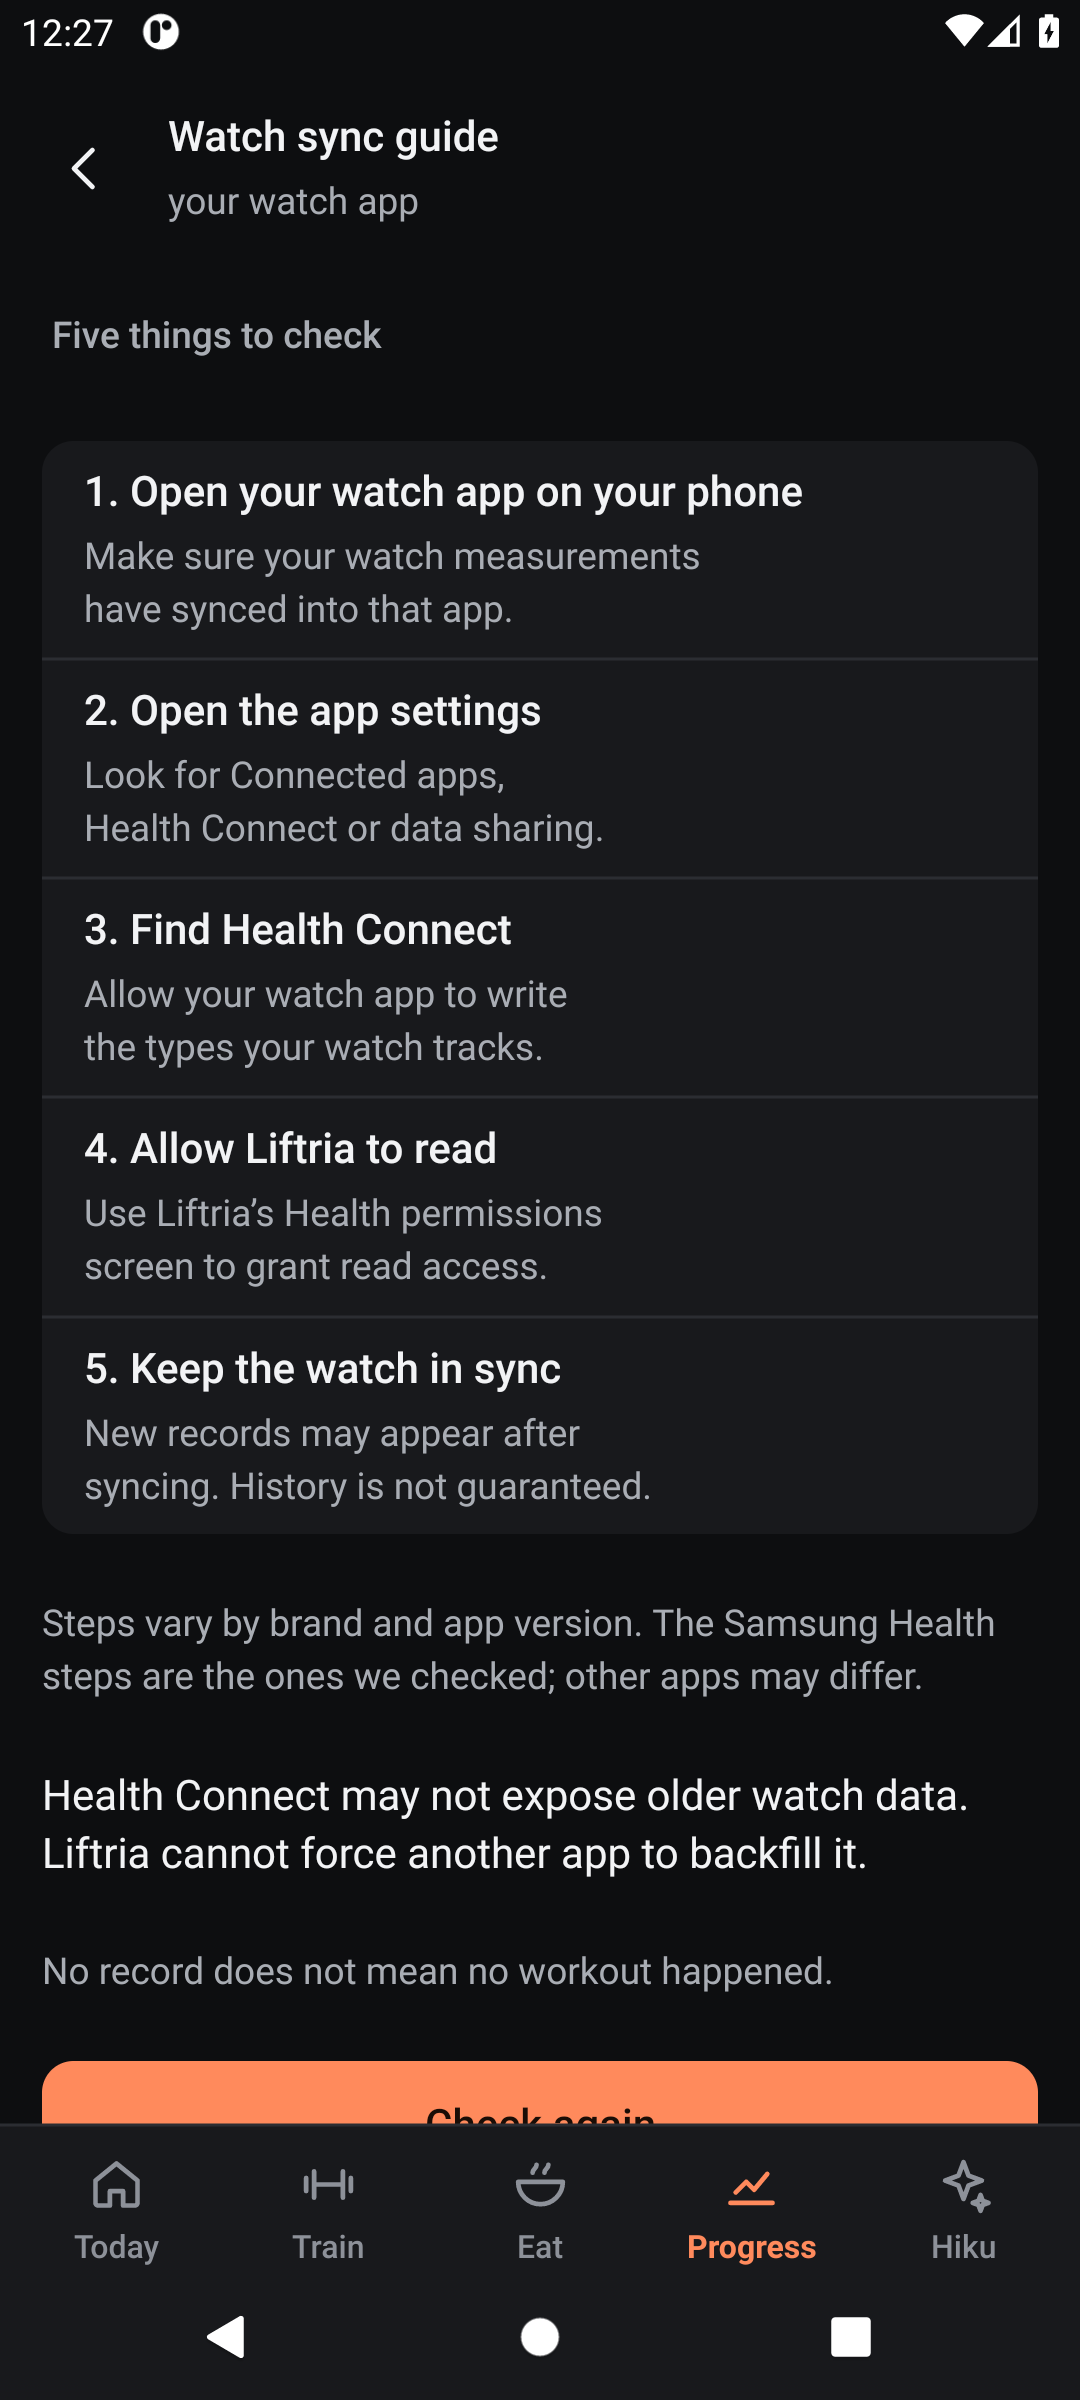 12:27
Watch sync guide
your watch app
Five things to check
1. Open your watch app on your phone
Make sure your watch measurements
have synced into that app.
2. Open the app settings
Look for Connected apps,
Health Connect or data sharing.
3. Find Health Connect
Allow your watch app to write
the types your watch tracks.
4. Allow Liftria to read
Use Liftria’s Health permissions
screen to grant read access.
5. Keep the watch in sync
New records may appear after
syncing. History is not guaranteed.
Steps vary by brand and app version. The Samsung Health
steps are the ones we checked; other apps may differ.
Health Connect may not expose older watch data.
Liftria cannot force another app to backfill it.
No record does not mean no workout happened.
Check again
Today
Train
Eat
Progress
Hiku